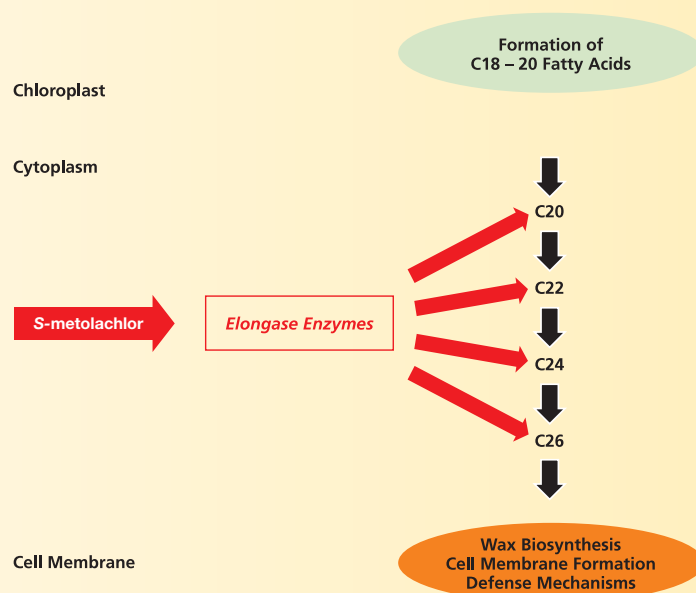 Formation of
C18 – 20 Fatty Acids
Chloroplast
Cytoplasm
C20
C22
S-metolachlor
Elongase Enzymes
C24
C26
Wax Biosynthesis
Cell Membrane Formation
Defense Mechanisms
Cell Membrane